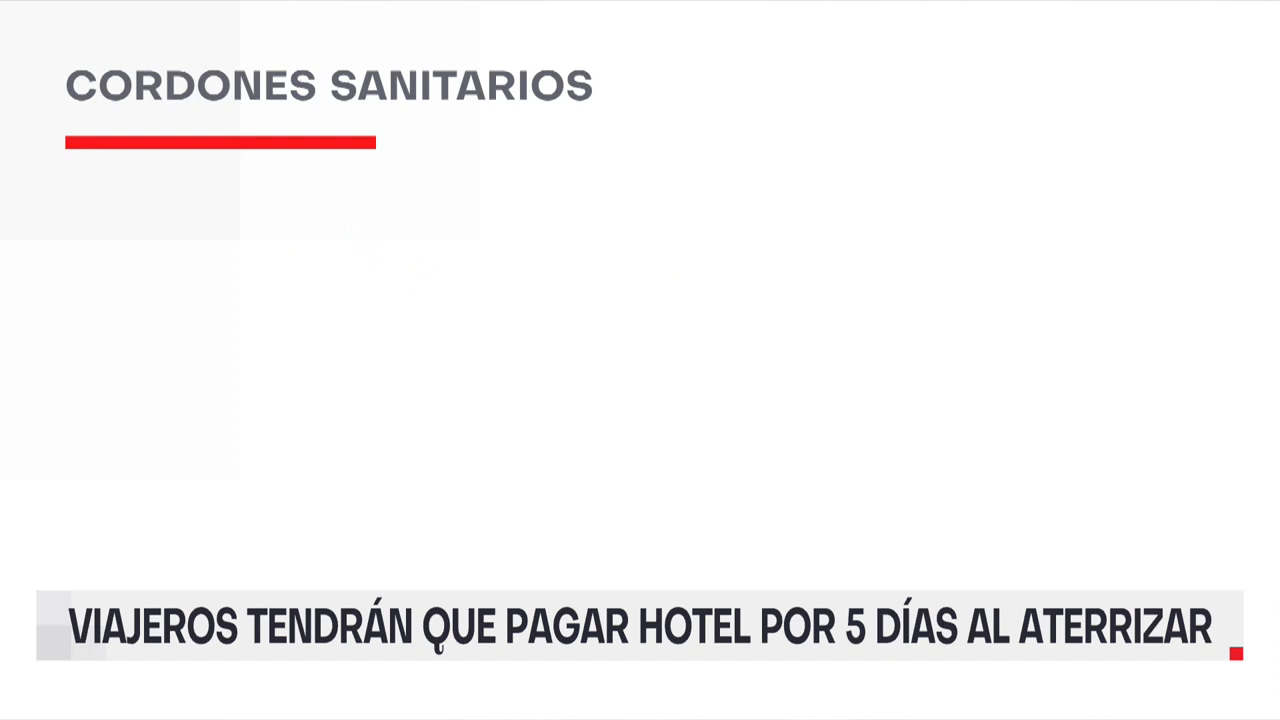 CORDONES SANITARIOS
VIAJEROS TENDRÁN QUE PAGAR HOTEL POR 5 DÍAS AL ATERRIZAR